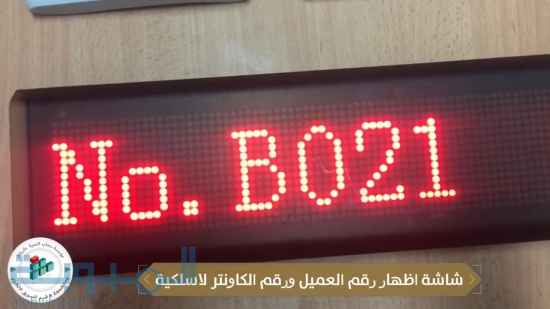 No. B021
شاشة اظهار رقم العميل ورقم الكاونتر لاسلكية